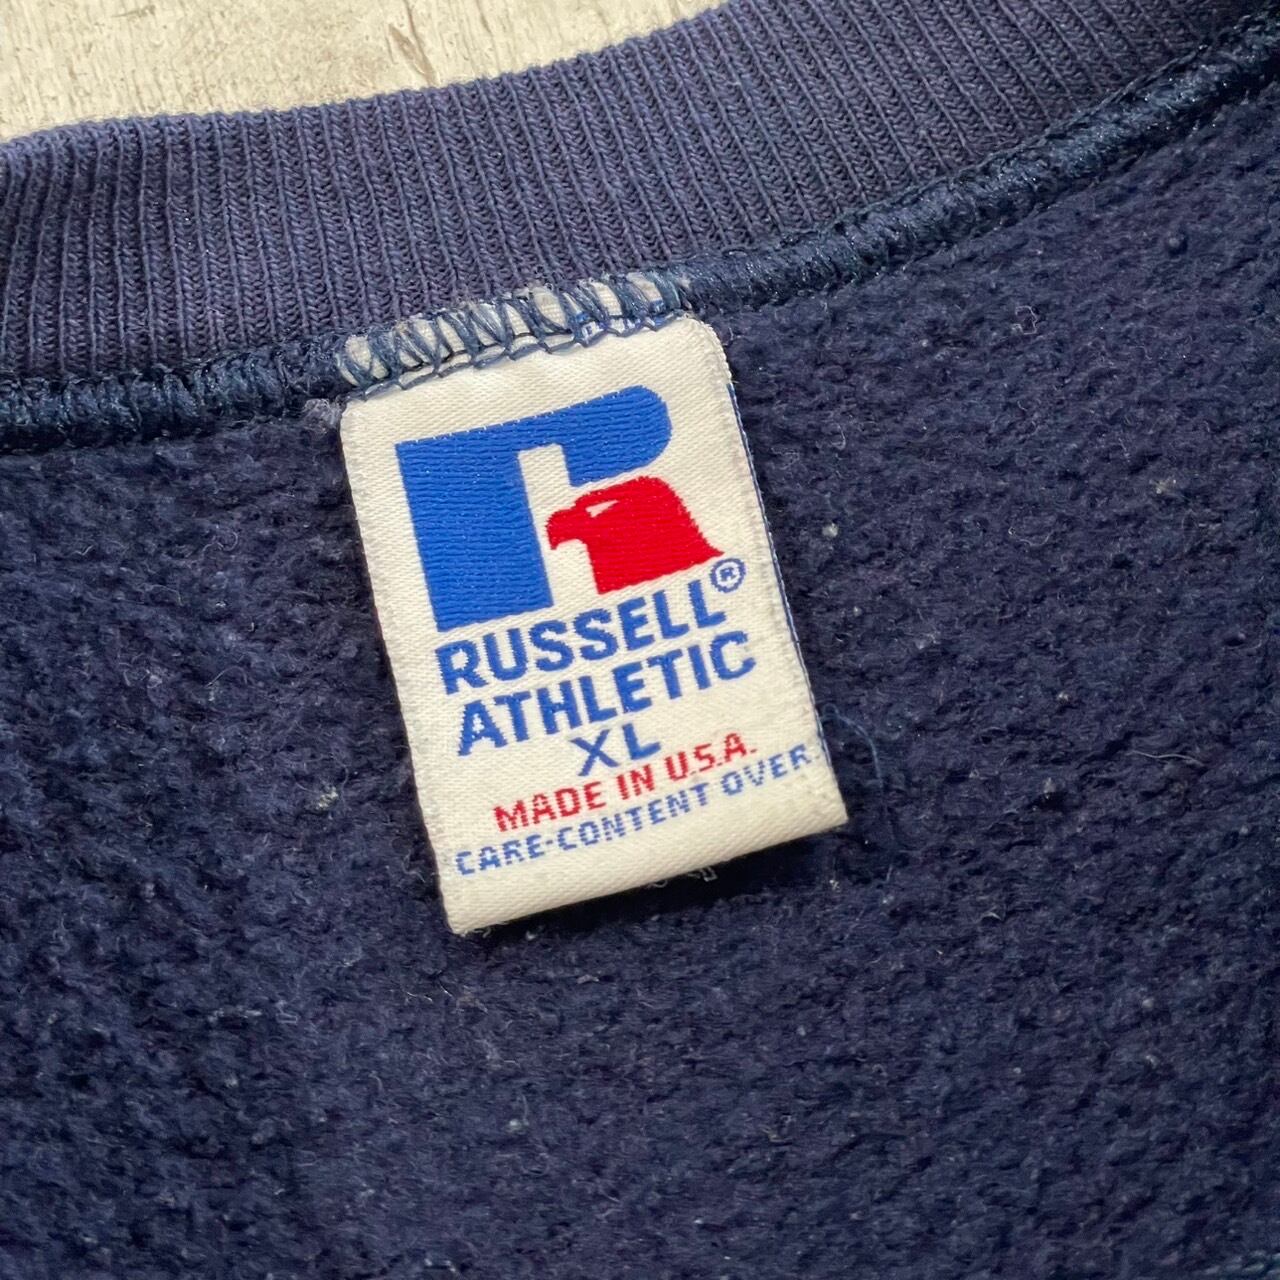 RUSSELL®
ATHLETIC
XL
MADE IN U.S.A.
CARE-CONTENT OVER